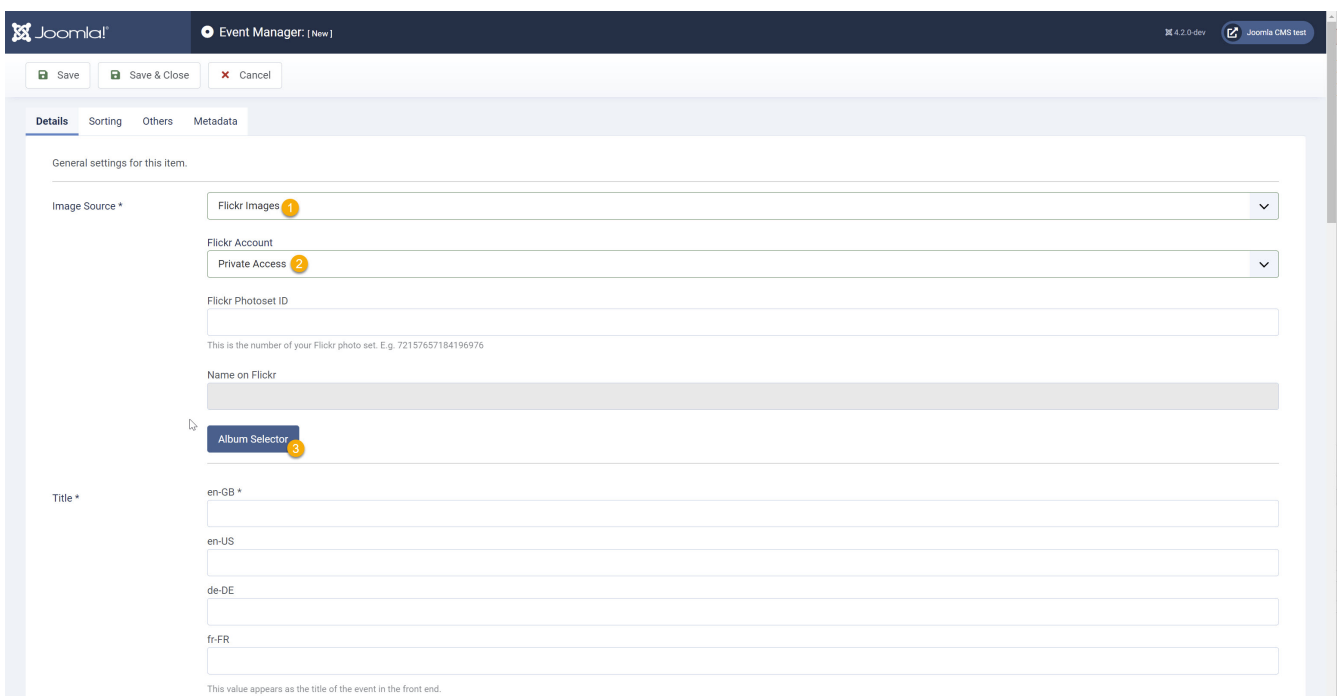 Joomla!® Event Manager: [ New ] 4.2.0-dev Joomla CMS test
Save Save & Close Cancel
Details Sorting Others Metadata
General settings for this item.
Image Source * Flickr Images 1
Flickr Account
Private Access 2
Flickr Photoset ID
This is the number of your Flickr photo set. E.g. 72157657184196976
Name on Flickr
Album Selector 3
Title * en-GB *
en-US
de-DE
fr-FR
This value appears as the title of the event in the front end.